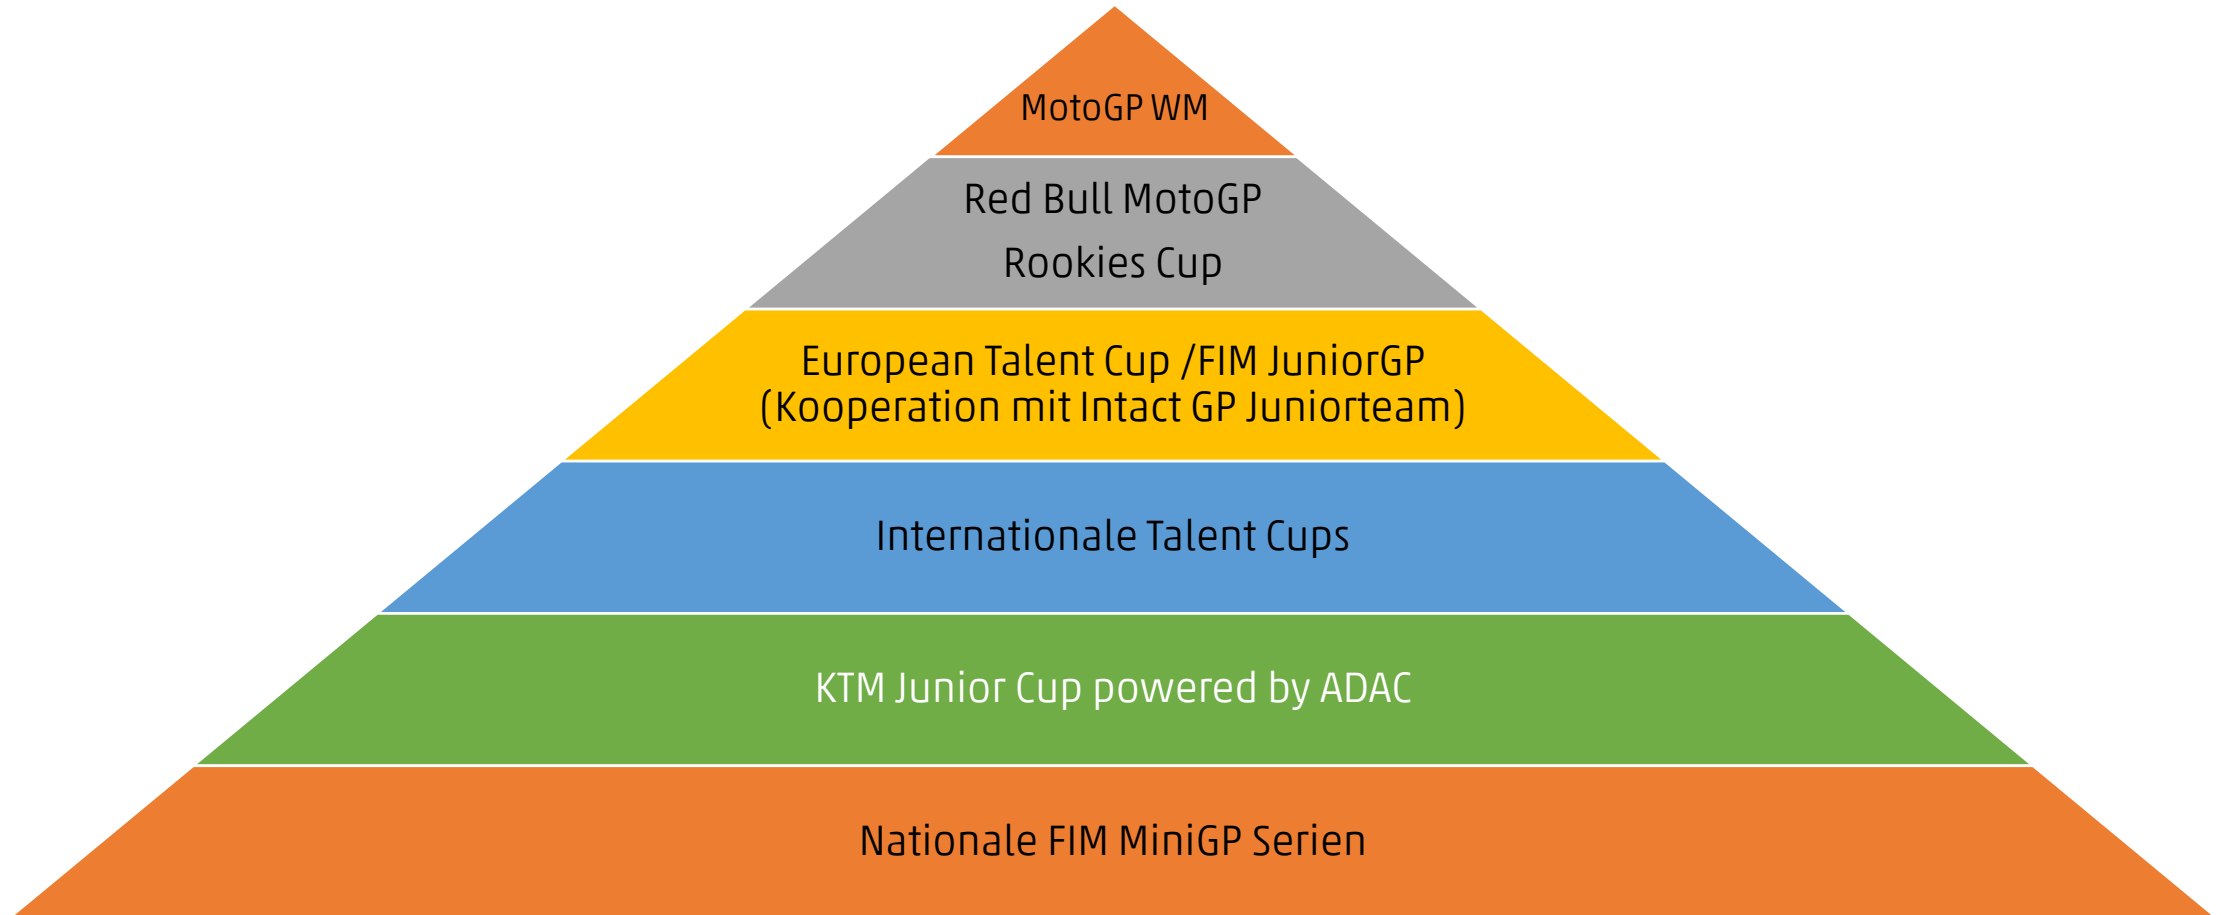 MotoGP WM
Red Bull MotoGP
Rookies Cup
European Talent Cup /FIM JuniorGP
(Kooperation mit Intact GP Juniorteam)
Internationale Talent Cups
KTM Junior Cup powered by ADAC
Nationale FIM MiniGP Serien